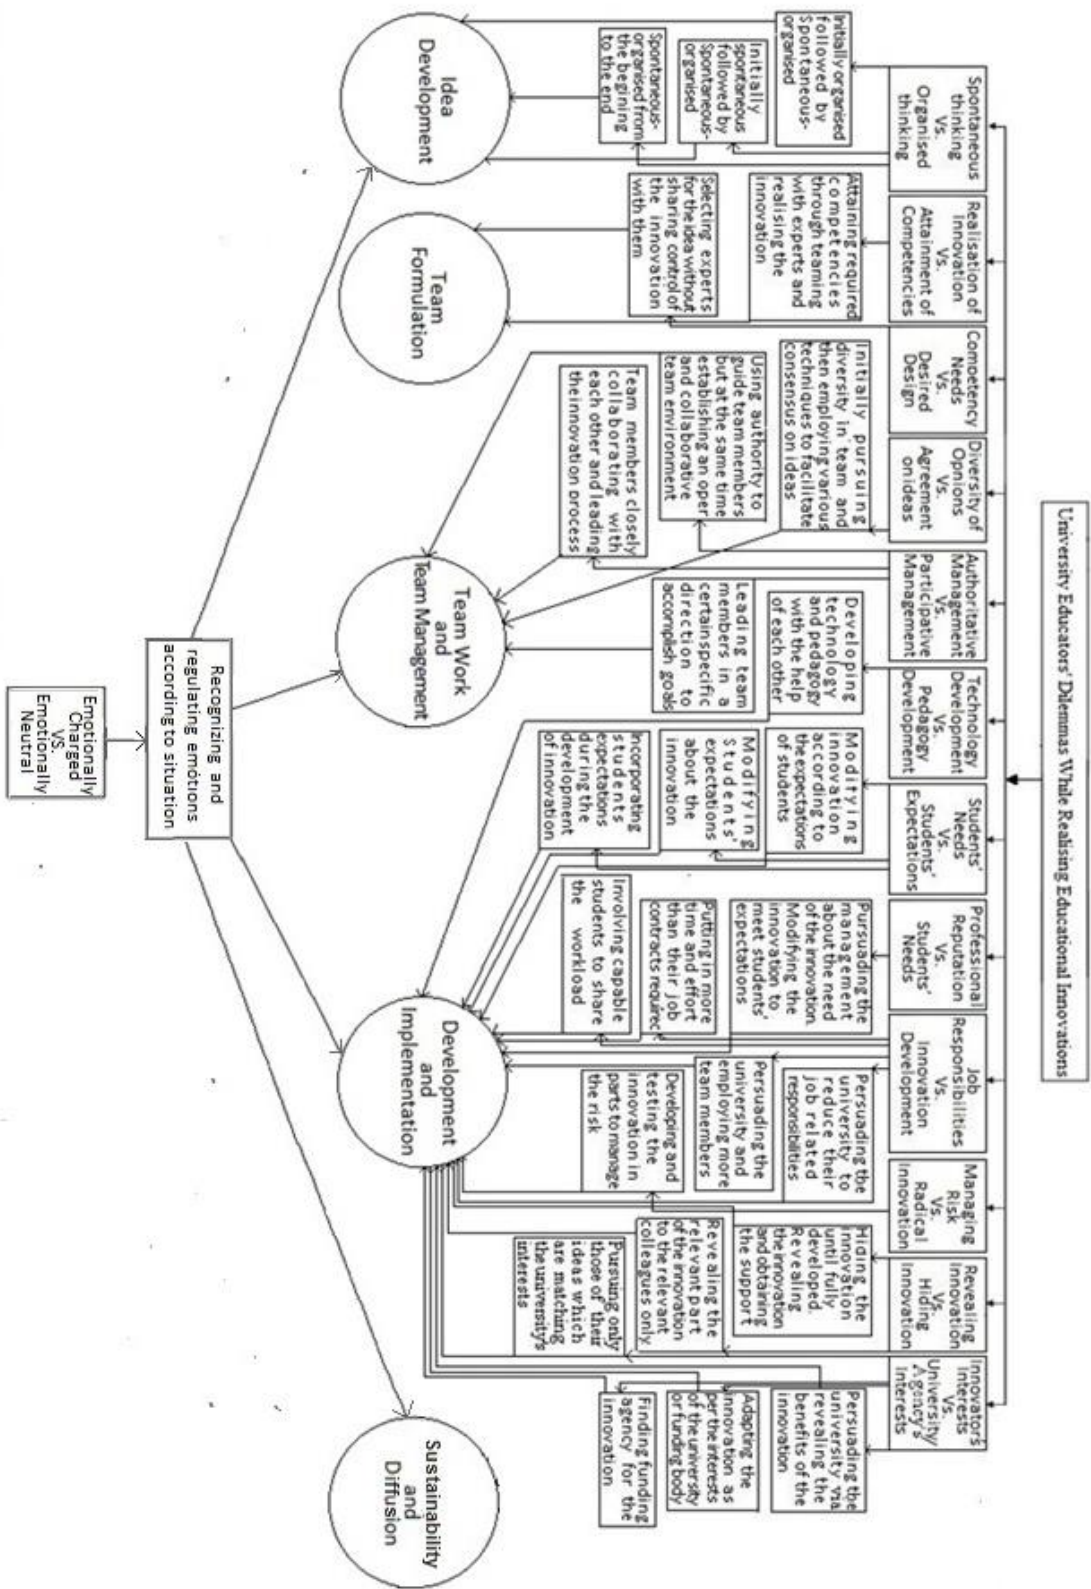 University Educators' Dilemmas While Realising Educational Innovations
Spontaneous
thinking
Vs.
Organised
thinking
Realisation of
Innovation
Vs.
Attainment of
Competencies
Competency
Needs
Vs.
Desired
Design
Diversity of
Opnions
Vs.
Agreement
onideas
Authoritative
Management
Vs.
Participative
Management
Technology
Development
Vs.
Pedagogy
Development
Students'
Needs
Vs.
Students'
Expectations
Professional
Reputation
Vs.
Students'
Needs
Job
Responsibilities
Vs.
Innovation
Development
Managing
Risk
Vs.
Radical
Innovation
Revealing
Innovation
Vs.
Hiding
Innovation
Innovator's
Interests
Vs.
University/
Agency's
Interests
Initially organised
followed by
Spontaneous-
organised
Initially
spontaneous
followed by
Spontaneous-
organised
Spontaneous-
organised from
the begining
to the end
Attaining required
competencies
through teaming
with experts and
realising the
innovation
Selecting experts
for the idea without
sharing control of
the innovation
with them
Initially pursuing
diversity in team and
then employing various
techniques to facilitate
consensus on ideas
Using authority to
guide team members
but at the same time
establishing an oper
and collaborative
team environment
Team members closely
collaborating with
each other and leading
the innovation process
Developing
technology
and pedagogy
with the help
of each other
Leading team
members in a
certain specific
direction to
accomplish goals
Modifying
innovation
according to
the expectations
of students
Modifying
Students'
expectations
about the
innovation
Incorporating
students
expectations
during the
development
of innovation
Pursuading the
management
about the need
of the innovation.
Modifying the
innovation to
meet students'
expectations
Putting in more
time and effort
than their job
contracts requirec
Involving capable
students to share
the workload
Persuading the
university to
reduce their
job related
responsibilities
Persuading the
university and
employing more
team members
Developing and
testing the
innovation in
parts to manage
the risk
Hiding the
innovation
until fully
developed.
Revealing
the innovation
and obtaining
the support
Revealing the
relevant part
of the innovation
to the relevant
colleagues only
Pursuing only
those of their
ideas which
are matching
the university's
interests
Persuading the
university via
revealing the
benefits of the
innovation
Adapting the
innovation as
per the interests
of the university
or funding body
Finding funding
agency for the
innovation
Idea
Development
Team
Formulation
Team Work
and
Team Management
Development
and
Implementation
Sustainability
and
Diffusion
Recognizing and
regulating emotions
according to situation
Emotionally
Charged
VS.
Emotionally
Neutral